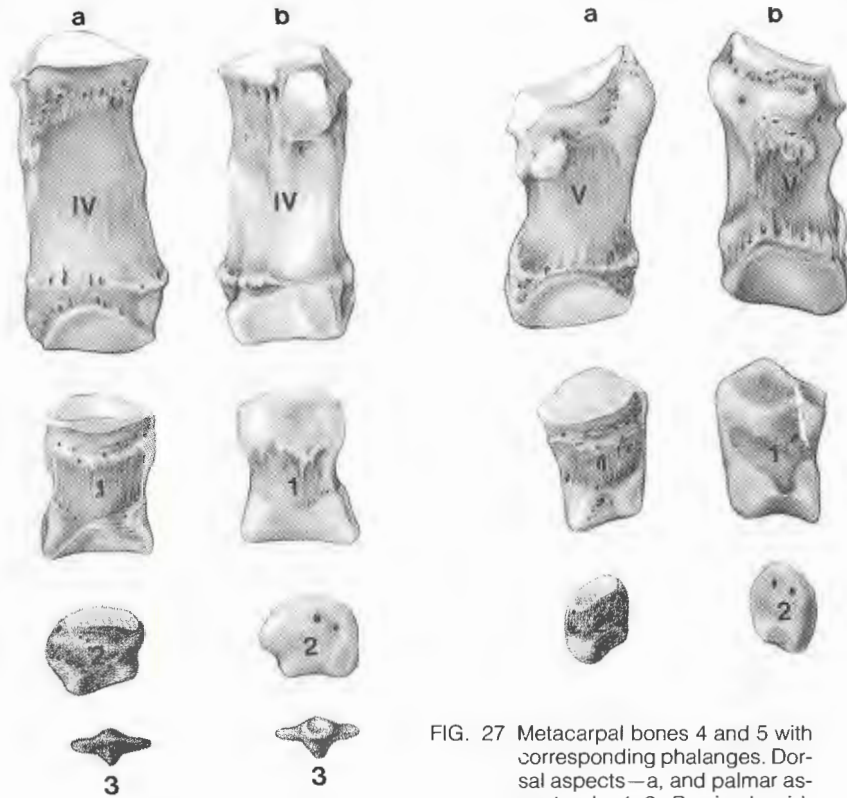 a b a b
IV IV V V
1 1 1 1
2 2 2 2
3 3
FIG. 27 Metacarpal bones 4 and 5 with
corresponding phalanges. Dor-
sal aspects—a, and palmar as-